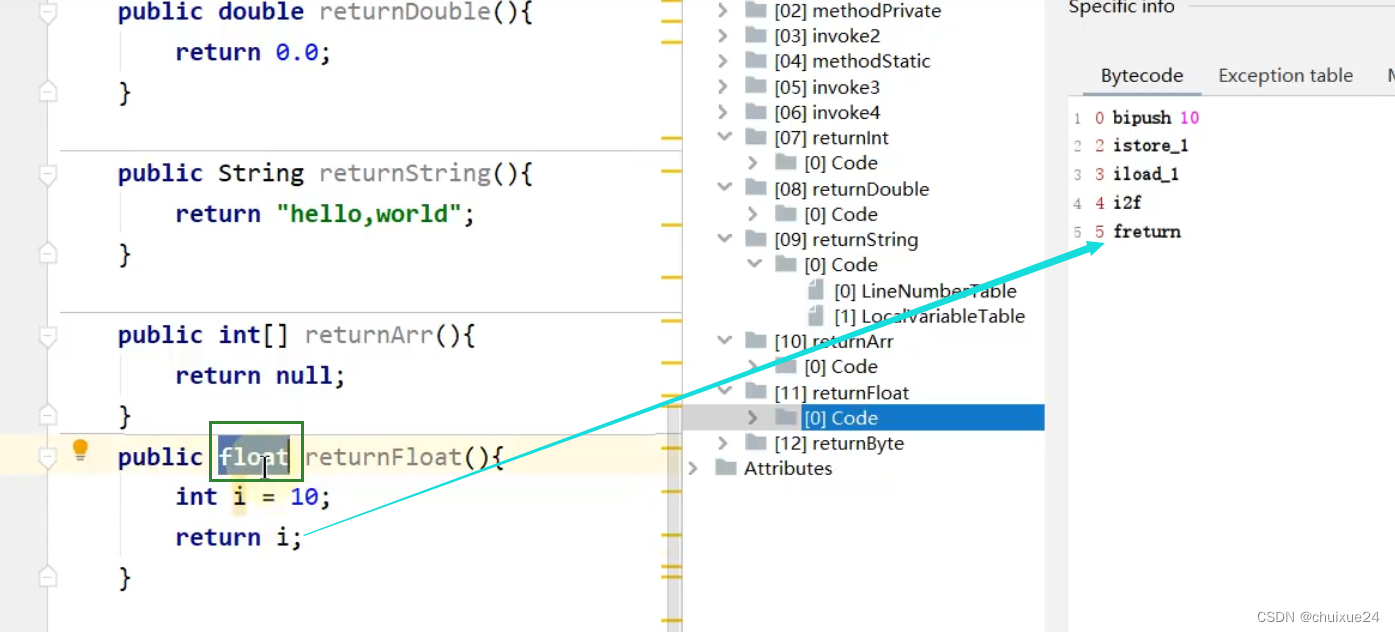 public double returnDouble(){
return 0.0;
}
public String returnString(){
return "hello,world";
}
public int[] returnArr(){
return null;
}
public float returnFloat(){
int i = 10;
return i;
}
[02] methodPrivate
[03] invoke2
[04] methodStatic
[05] invoke3
[06] invoke4
[07] returnInt
[0] Code
[08] returnDouble
[0] Code
[09] returnString
[0] Code
[0] LineNumberTable
[1] LocalVariableTable
[10] returnArr
[0] Code
[11] returnFloat
[0] Code
[12] returnByte
Attributes
Specific info
Bytecode Exception table M
1 0 bipush 10
2 2 istore_1
3 3 iload_1
4 4 i2f
5 5 freturn
CSDN @chuixue24